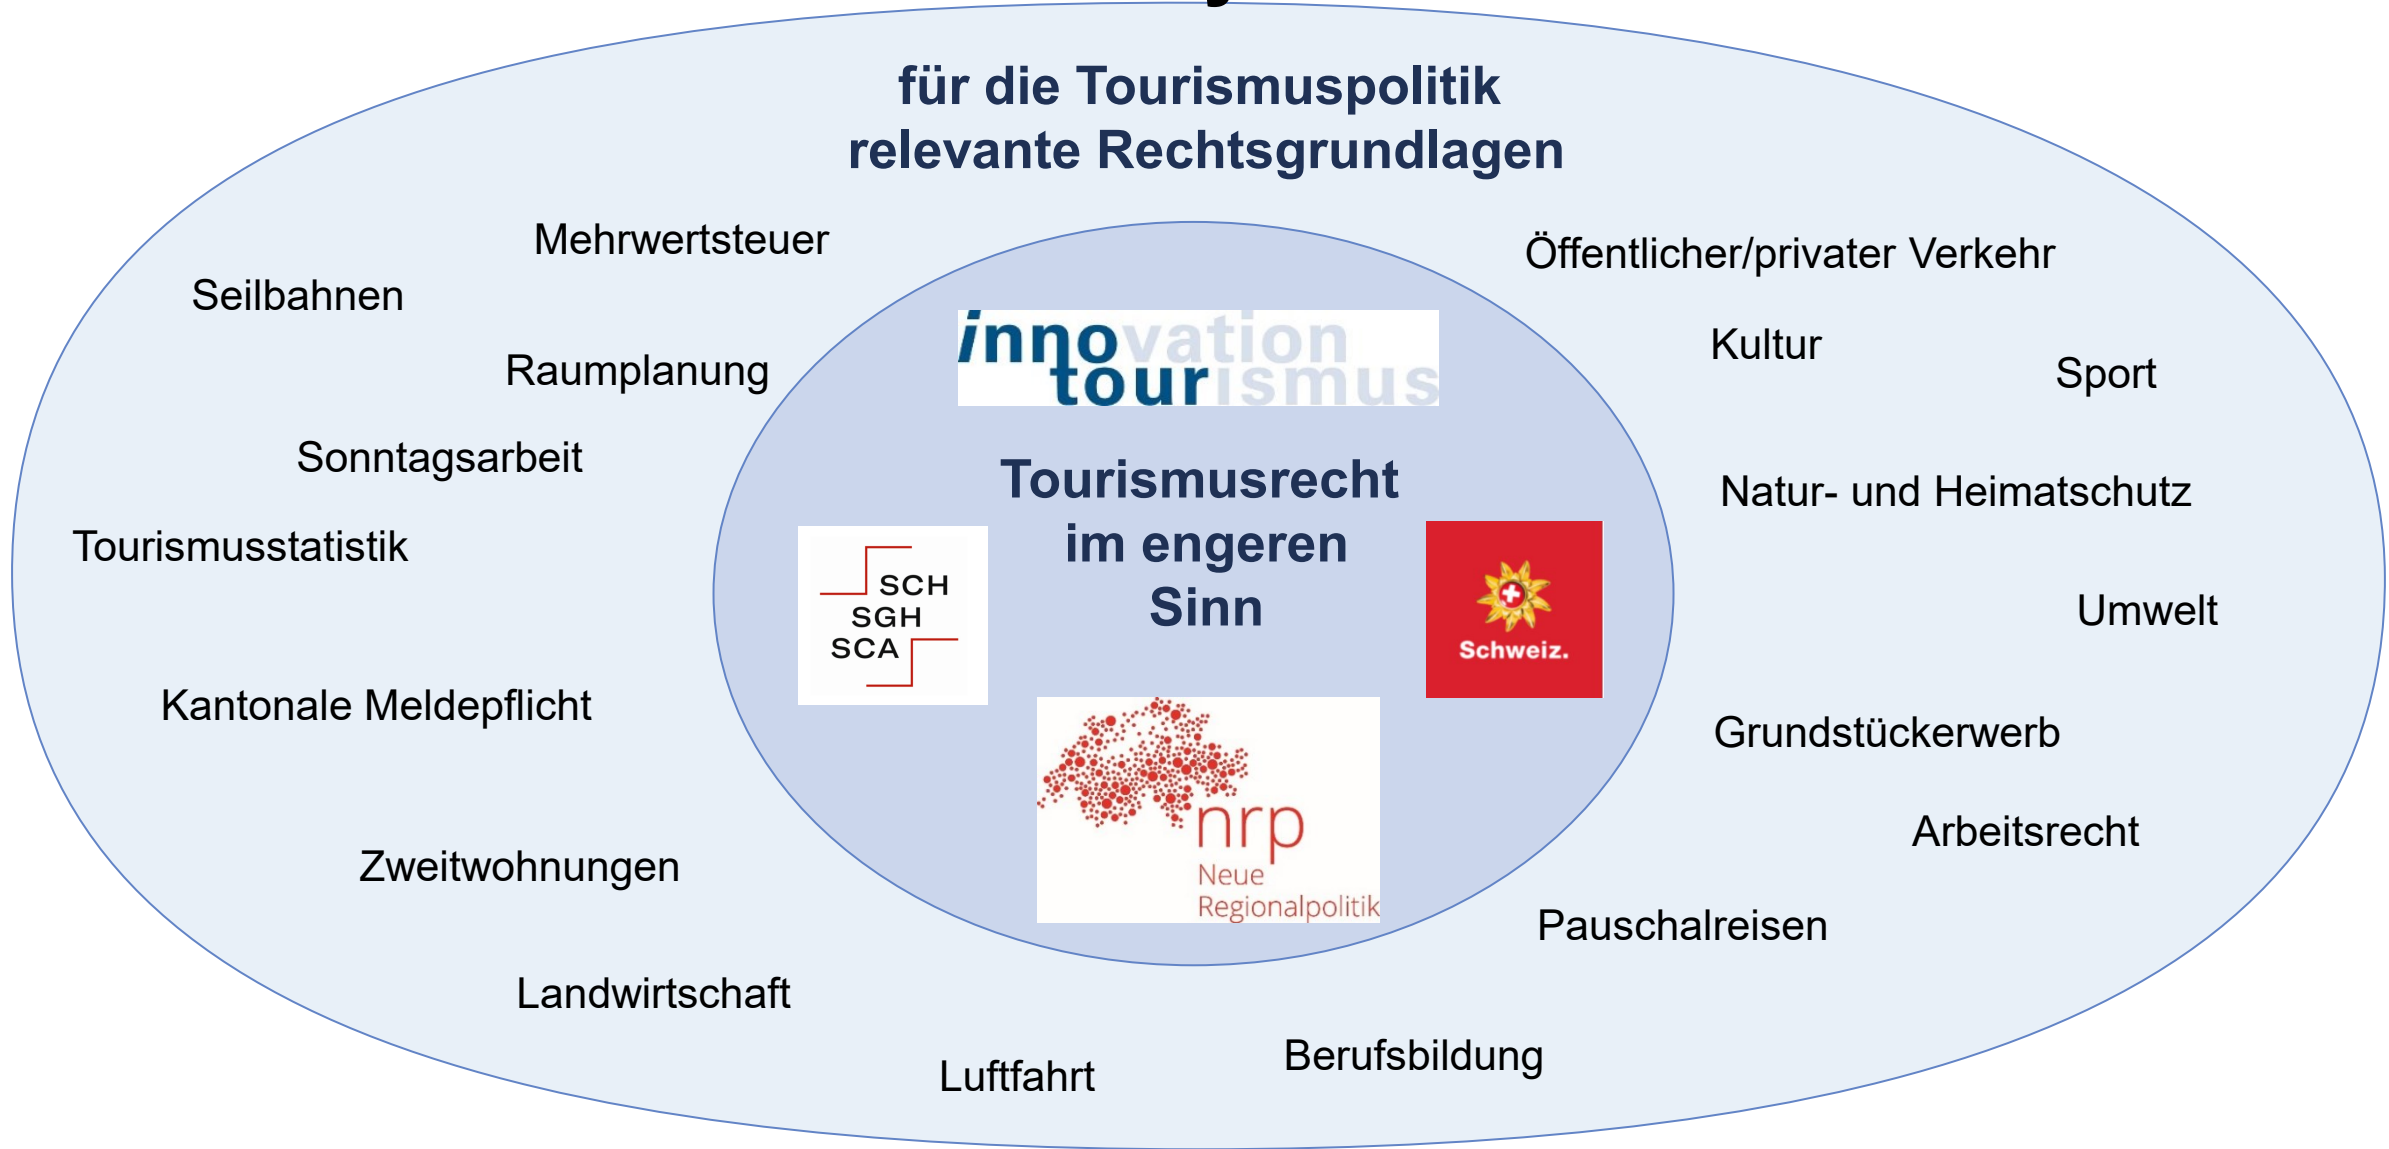 für die Tourismuspolitik
relevante Rechtsgrundlagen
Mehrwertsteuer
Seilbahnen
Raumplanung
Sonntagsarbeit
Tourismusstatistik
Kantonale Meldepflicht
Zweitwohnungen
Landwirtschaft
Luftfahrt
innovation
tourismus
Tourismusrecht
im engeren
Sinn
SCH
SGH
SCA
Schweiz.
nrp
Neue
Regionalpolitik
Öffentlicher/privater Verkehr
Kultur
Sport
Natur- und Heimatschutz
Umwelt
Grundstückerwerb
Arbeitsrecht
Pauschalreisen
Berufsbildung